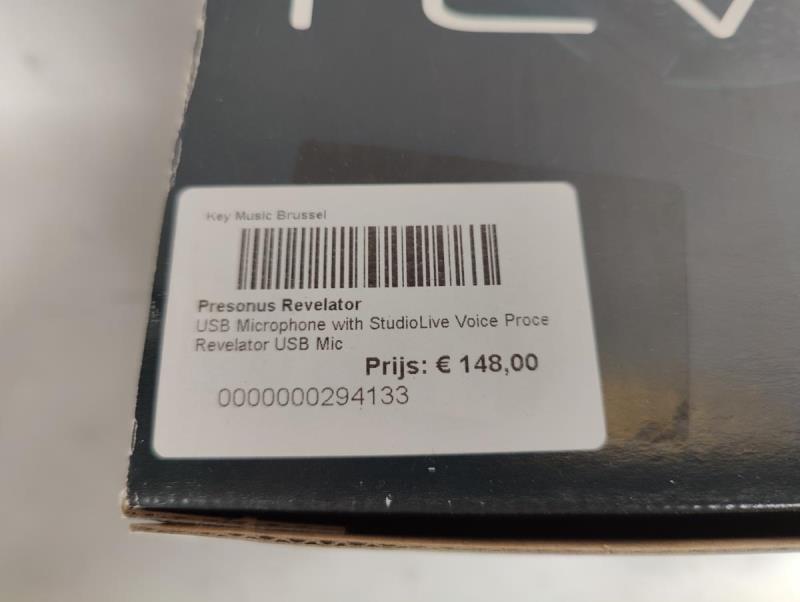 Key Music Brussel
Presonus Revelator
USB Microphone with StudioLive Voice Proce
Revelator USB Mic
Prijs: € 148,00
0000000294133